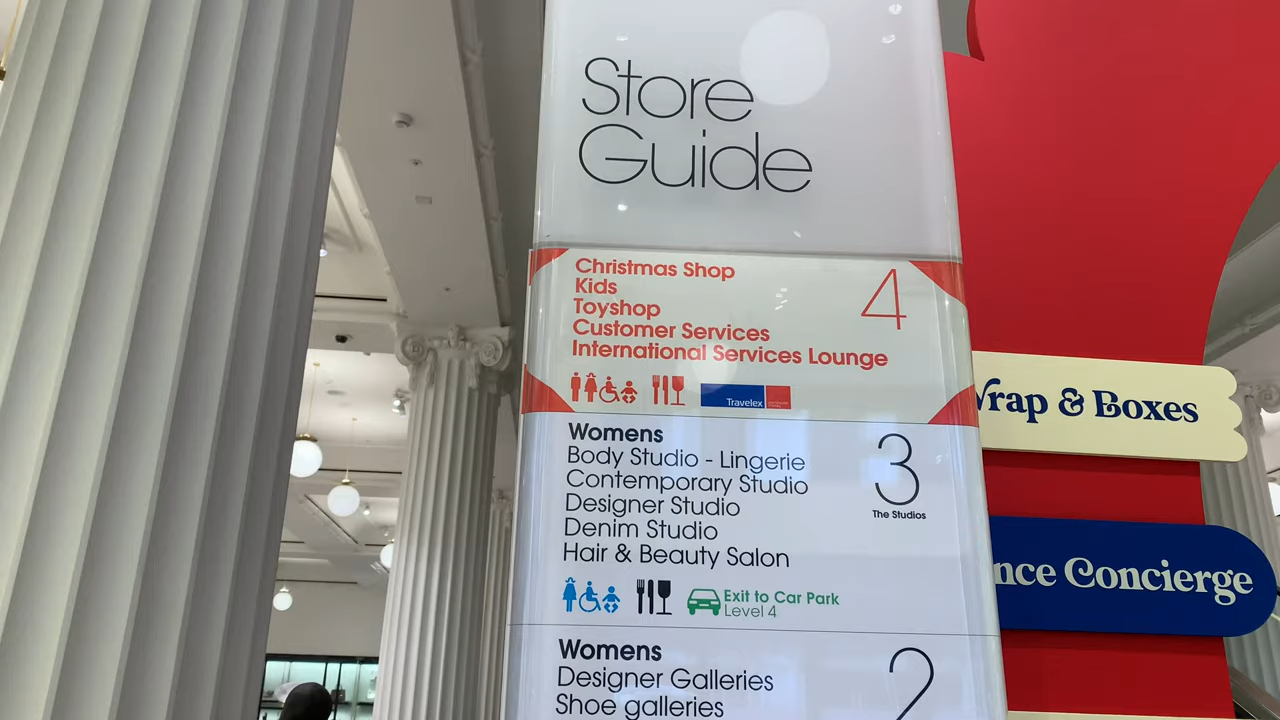 Store
Guide
Christmas Shop
Kids
Toyshop
Customer Services
International Services Lounge
4
Travelex
Womens
Body Studio - Lingerie
Contemporary Studio
Designer Studio
Denim Studio
Hair & Beauty Salon
3
The Studios
Exit to Car Park
Level 4
Womens
Designer Galleries
Shoe galleries
2
& Boxes
Concierge